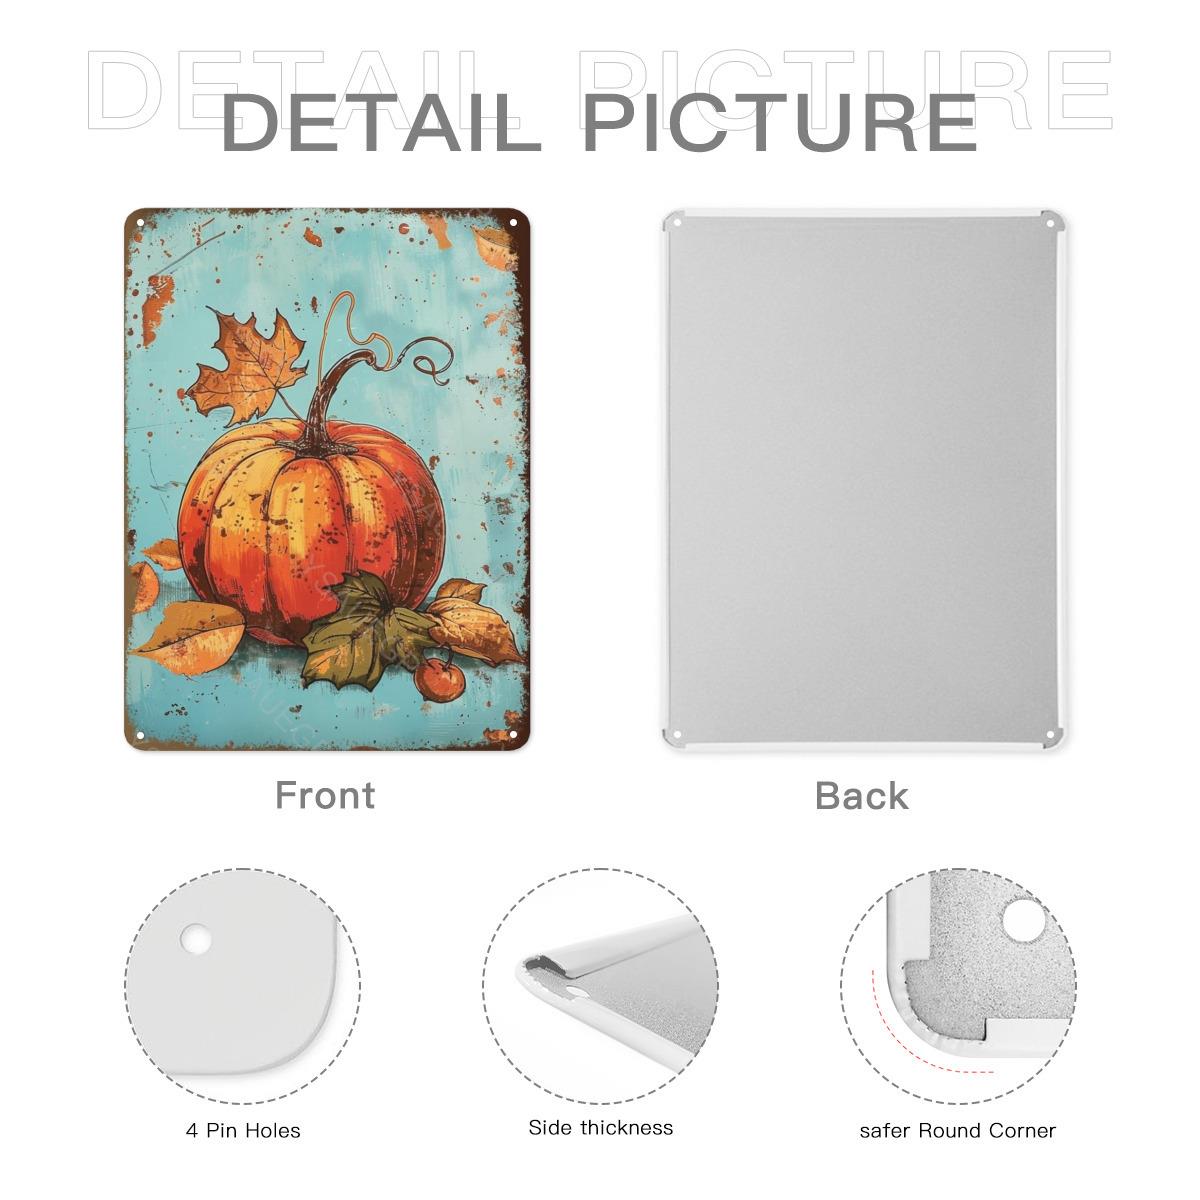 DETAIL PICTURE
DETAIL PICTURE
Front
Back
4 Pin Holes
Side thickness
safer Round Corner